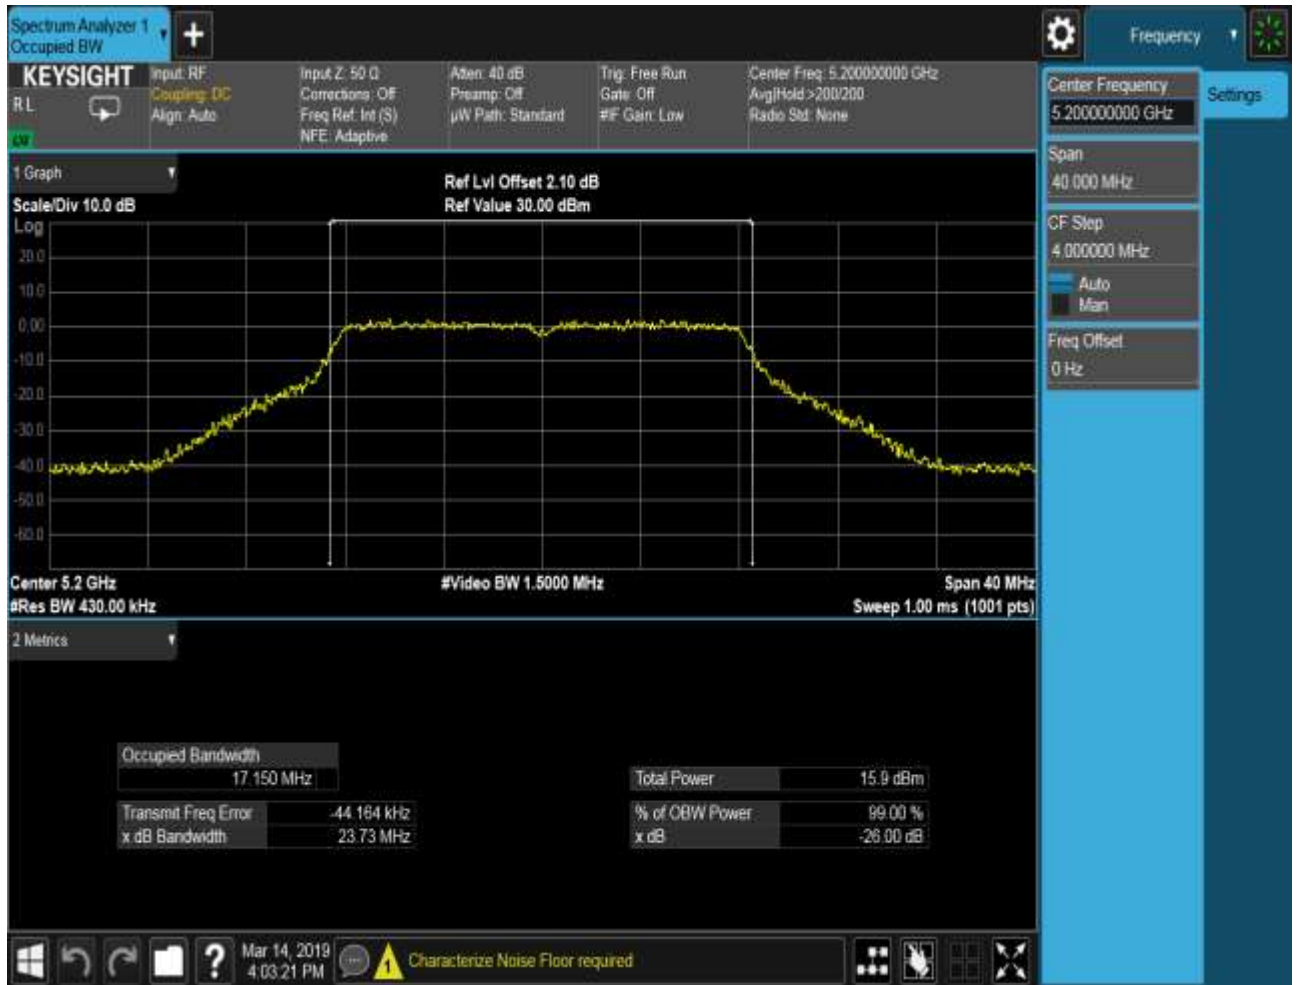 Spectrum Analyzer 1
Occupied BW
Frequency
KEYSIGHT
RL
Input: RF
Coupling: DC
Align: Auto
Input Z: 50 Ω
Corrections: Off
Freq Ref: Int (S)
NFE: Adaptive
Atten: 40 dB
Preamp: Off
µW Path: Standard
Trig: Free Run
Gate: Off
#IF Gain: Low
Center Freq: 5.200000000 GHz
Avg|Hold:>200/200
Radio Std: None
Center Frequency
5.200000000 GHz
Settings
Span
40.000 MHz
CF Step
4.000000 MHz
Auto
Man
Freq Offset
0 Hz
1 Graph
Scale/Div 10.0 dB
Ref Lvl Offset 2.10 dB
Ref Value 30.00 dBm
Log
20.0
10.0
0.00
-10.0
-20.0
-30.0
-40.0
-50.0
-60.0
Center 5.2 GHz
#Video BW 1.5000 MHz
Span 40 MHz
#Res BW 430.00 kHz
Sweep 1.00 ms (1001 pts)
2 Metrics
Occupied Bandwidth
17.150 MHz
Total Power 15.9 dBm
Transmit Freq Error -44.164 kHz
% of OBW Power 99.00 %
x dB Bandwidth 23.73 MHz
x dB -26.00 dB
?
Mar 14, 2019
4:03:21 PM
1
Characterize Noise Floor required